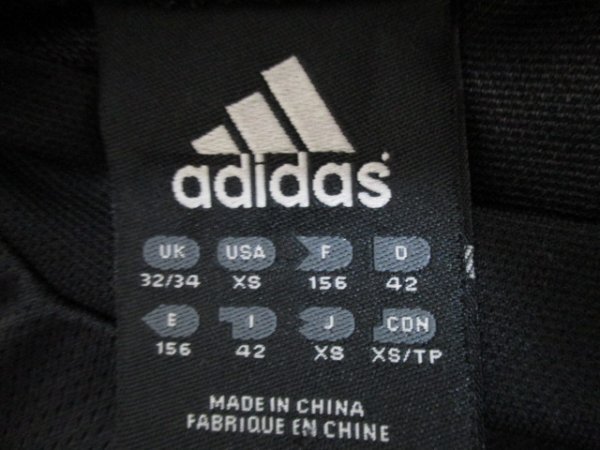 adidas
UK USA F D
32/34 XS 156 42
E I J CDN
156 42 XS XS/TP
MADE IN CHINA
FABRIQUE EN CHINE